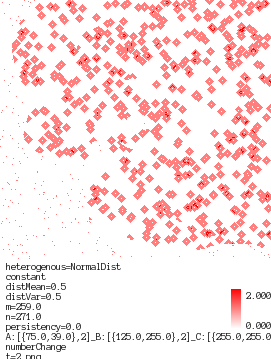 heterogenous=NormalDist
constant
distMean=0.5
distVar=0.5
m=259.0
n=271.0
persistency=0.0
A:[{75.0,39.0},2]_B:[{125.0,255.0},2]_C:[{255.0,255.0
numberChange
t=2.png
2.000
0.000